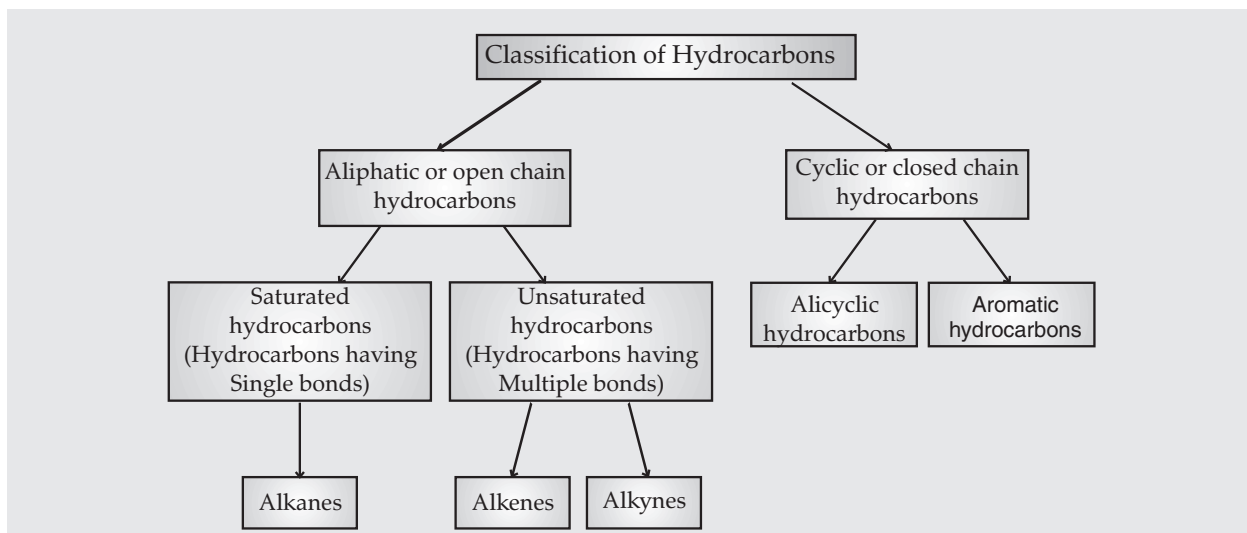 Classification of Hydrocarbons
Aliphatic or open chain
hydrocarbons
Cyclic or closed chain
hydrocarbons
Saturated
hydrocarbons
(Hydrocarbons having
Single bonds)
Unsaturated
hydrocarbons
(Hydrocarbons having
Multiple bonds)
Alicyclic
hydrocarbons
Aromatic
hydrocarbons
Alkanes
Alkenes
Alkynes